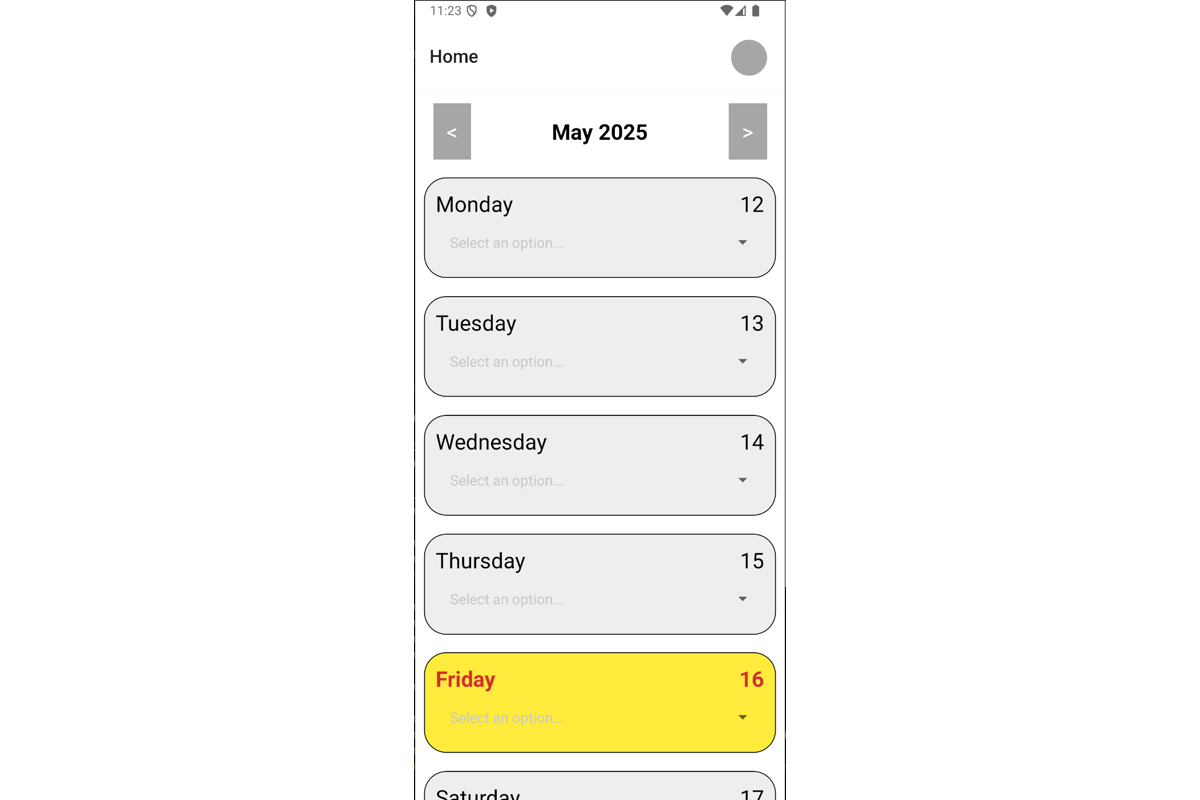 11:23
Home
< May 2025 >
Monday 12
Select an option...
Tuesday 13
Select an option...
Wednesday 14
Select an option...
Thursday 15
Select an option...
Friday 16
Select an option...
Saturday 17